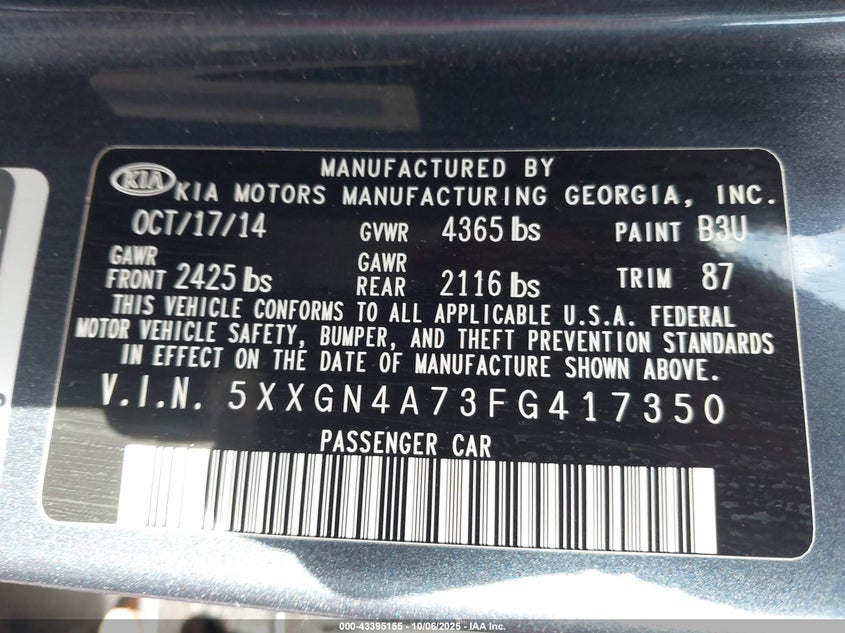 MANUFACTURED BY
KIA KIA MOTORS MANUFACTURING GEORGIA, INC.
OCT/17/14 GVWR 4365 lbs PAINT B3U
GAWR FRONT 2425 lbs GAWR REAR 2116 lbs TRIM 87
THIS VEHICLE CONFORMS TO ALL APPLICABLE U.S.A. FEDERAL
MOTOR VEHICLE SAFETY, BUMPER, AND THEFT PREVENTION STANDARDS
IN EFFECT ON THE DATE OF MANUFACTURE SHOWN ABOVE.
V.I.N. 5XXGN4A73FG417350
PASSENGER CAR
000-43395155 - 10/06/2025 - IAA Inc.